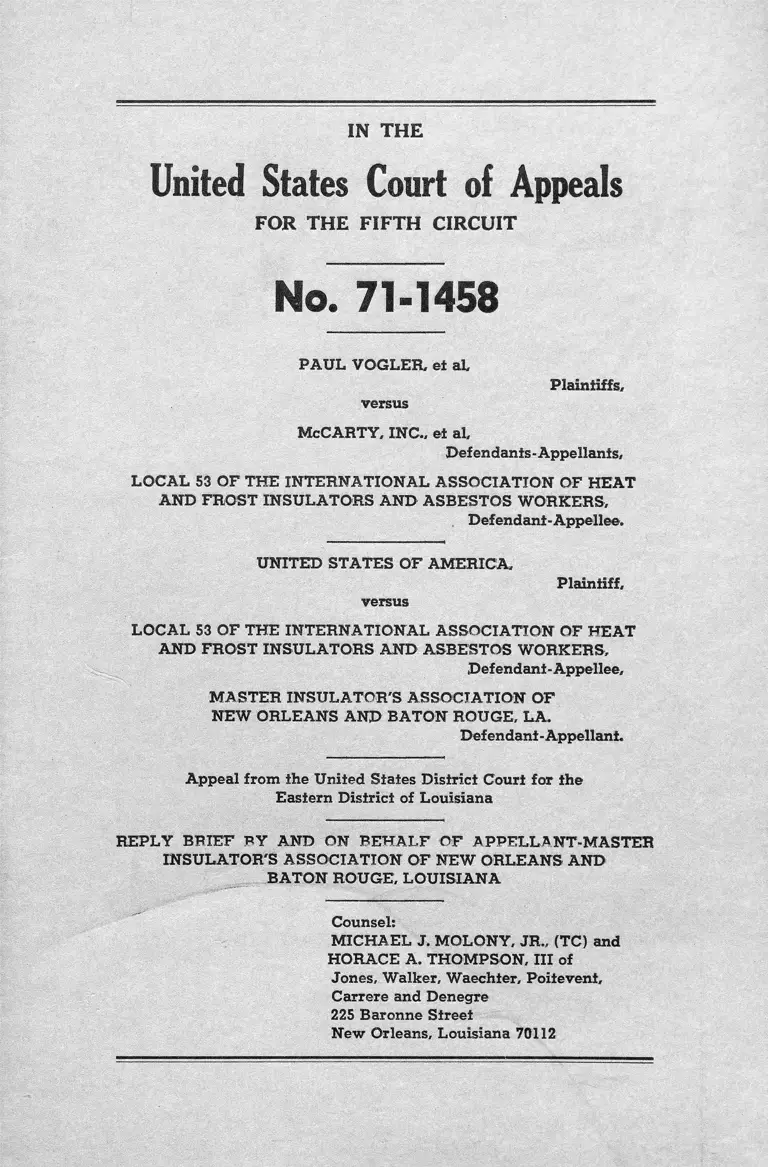 IN THE
United States Court of Appeals
FOR THE FIFTH CIRCUIT
No. 71-1458
PAUL VOGLER, et al,
Plaintiffs,
versus
McCARTY, INC., et al,
Defendants-Appellants,
LOCAL 53 OF THE INTERNATIONAL ASSOCIATION OF HEAT
AND FROST INSULATORS AND ASBESTOS WORKERS,
Defendant-Appellee.
UNITED STATES OF AMERICA,
Plaintiff,
versus
LOCAL 53 OF THE INTERNATIONAL ASSOCIATION OF HEAT
AND FROST INSULATORS AND ASBESTOS WORKERS,
Defendant-Appellee,
MASTER INSULATOR'S ASSOCIATION OF
NEW ORLEANS AND BATON ROUGE, LA.
Defendant-Appellant.
Appeal from the United States District Court for the
Eastern District of Louisiana
REPLY BRIEF BY AND ON BEHALF OF APPELLANT-MASTER
INSULATOR'S ASSOCIATION OF NEW ORLEANS AND
BATON ROUGE, LOUISIANA
Counsel:
MICHAEL J. MOLONY, JR., (TC) and
HORACE A. THOMPSON, III of
Jones, Walker, Waechter, Poitevent,
Carrere and Denegre
225 Baronne Street
New Orleans, Louisiana 70112